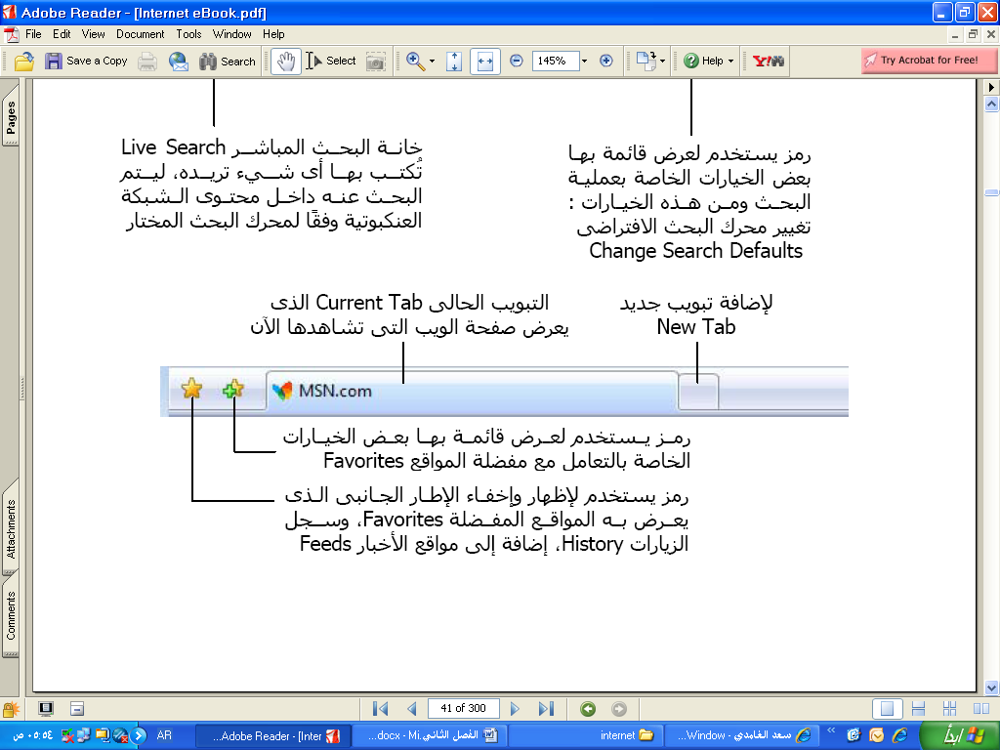 Adobe Reader - [Internet eBook.pdf]
File Edit View Document Tools Window Help
Save a Copy Search Select 145% Help Y! Try Acrobat for Free!
Pages
رمز يستخدم لعرض قائمة بها
بعض الخيارات الخاصة بعملية
البحث ومن هذه الخيارات :
تغيير محرك البحث الافتراضى
Change Search Defaults
خانة البحث المباشر Live Search
تُكتب بها أى شىء تريده، ليتم
البحث عنه داخل محتوى الشبكة
العنكبوتية وفقًا لمحرك البحث المختار
لإضافة تبويب جديد
New Tab
التبويب الحالى Current Tab الذى
يعرض صفحة الويب التى تشاهدها الآن
MSN.com
رمز يستخدم لعرض قائمة بها بعض الخيارات
الخاصة بالتعامل مع مفضلة المواقع Favorites
رمز يستخدم لإظهار وإخفاء الإطار الجانبى الذى
يعرض به المواقع المفضلة Favorites، وسجل
الزيارات History، إضافة إلى مواقع الأخبار Feeds
Attachments
Comments
41 of 300
ابدأ
سعد الغامدي - Window...
internet
الفصل الثاني.docx - Mi...
Adobe Reader - [Inter...
AR
٠٥:٥٤ ص